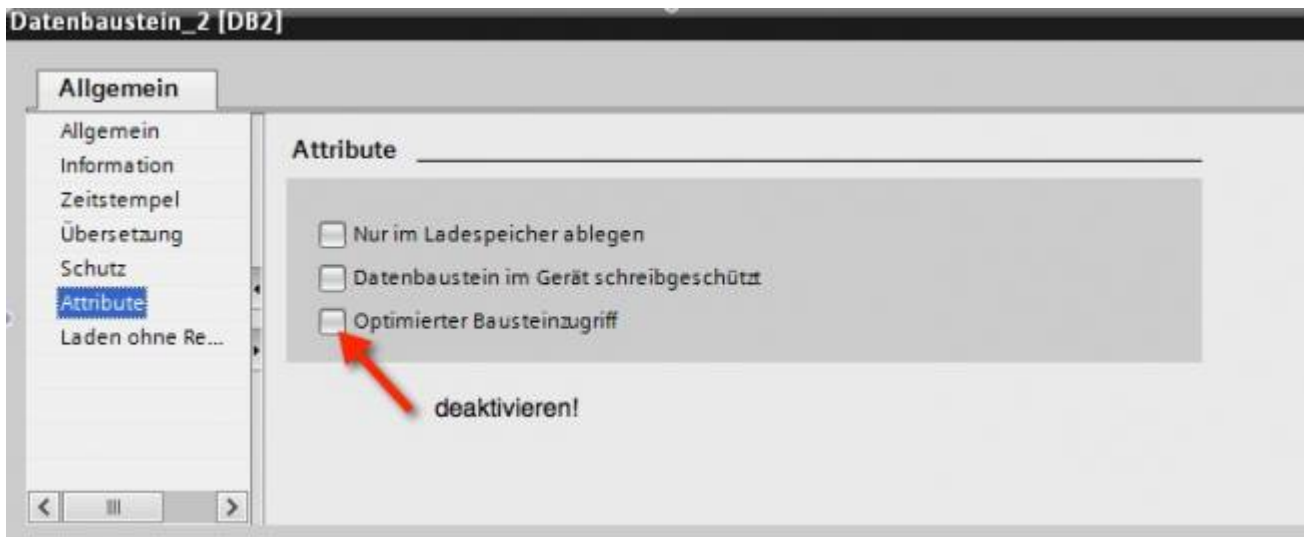 Datenbaustein_2 [DB2]
Allgemein
Allgemein
Information
Zeitstempel
Übersetzung
Schutz
Attribute
Laden ohne Re...
Attribute
Nur im Ladespeicher ablegen
Datenbaustein im Gerät schreibgeschützt
Optimierter Bausteinzugriff
deaktivieren!